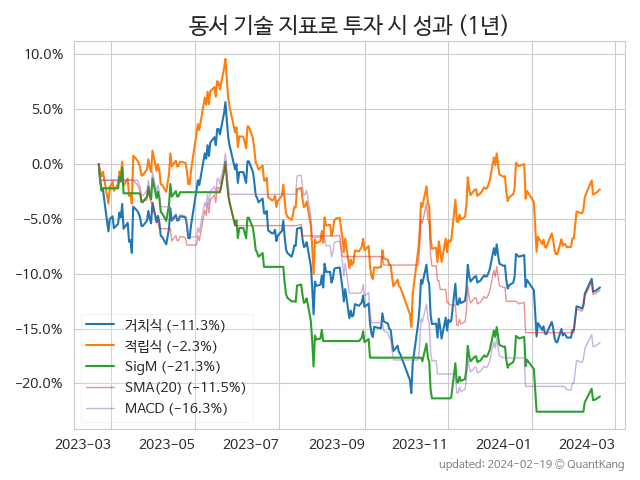 동서 기술 지표로 투자 시 성과 (1년)
10.0%
5.0%
0.0%
−5.0%
−10.0%
−15.0%
−20.0%
거치식 (−11.3%)
적립식 (−2.3%)
SigM (−21.3%)
SMA(20) (−11.5%)
MACD (−16.3%)
2023-03 2023-05 2023-07 2023-09 2023-11 2024-01 2024-03
updated: 2024-02-19 © QuantKang